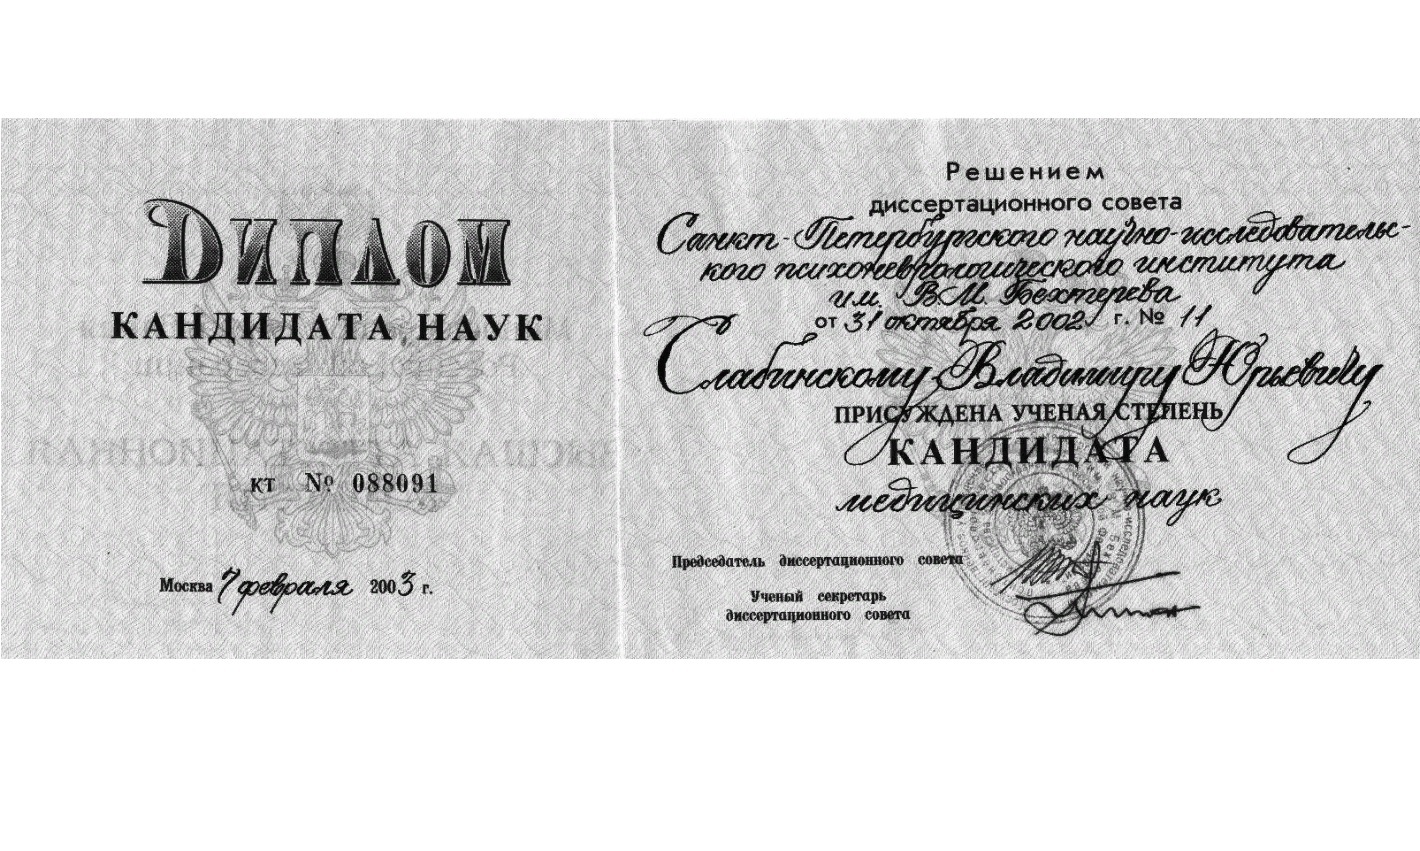 ДИПЛОМ
КАНДИДАТА НАУК
КТ № 088091
Москва 7 февраля 2003 г.
Решением
диссертационного совета
Санкт-Петербургского научно-исследователь-
кого психоневрологического института
им. В.М. Бехтерева
от 31 октября 2002 г. № 11
Слабинскому Владимиру Юрьевичу
ПРИСУЖДЕНА УЧЕНАЯ СТЕПЕНЬ
КАНДИДАТА
медицинских наук
Председатель диссертационного совета
Ученый секретарь
диссертационного совета